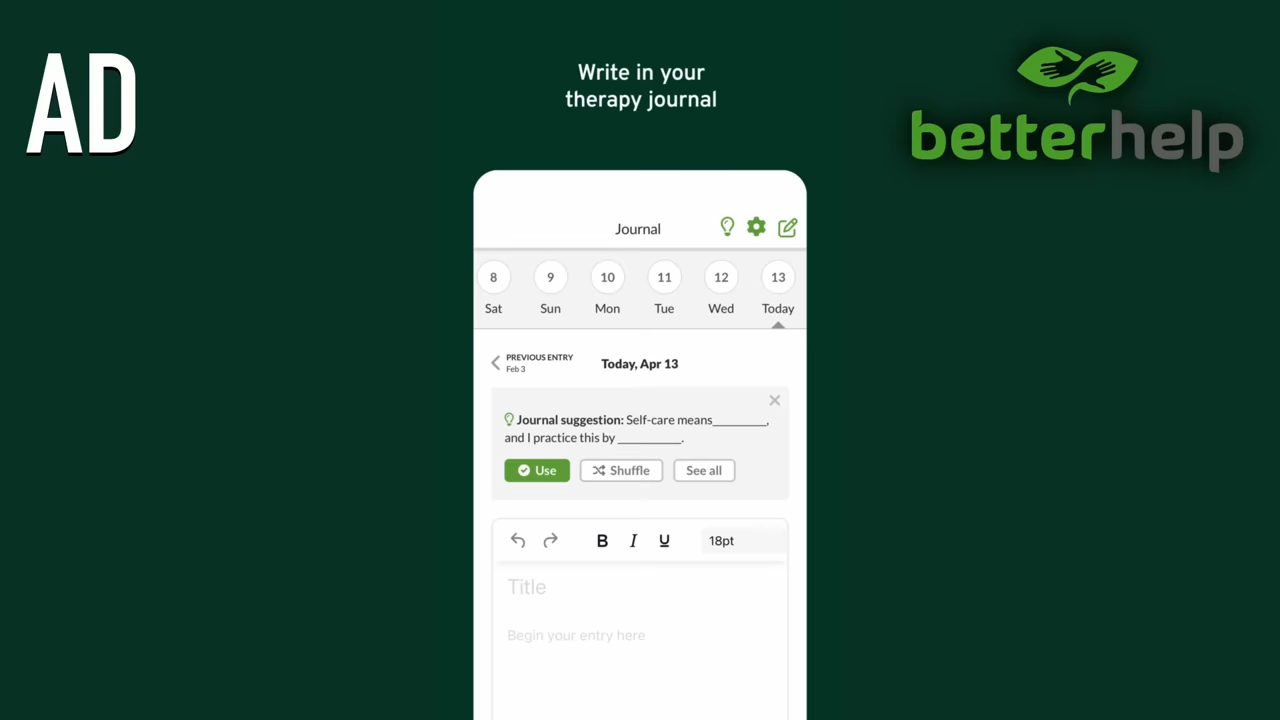 AD
Write in your
therapy journal
betterhelp
Journal
8 9 10 11 12 13
Sat Sun Mon Tue Wed Today
PREVIOUS ENTRY
Feb 3
Today, Apr 13
Journal suggestion: Self-care means_________,
and I practice this by __________.
Use Shuffle See all
B I U 18pt
Title
Begin your entry here